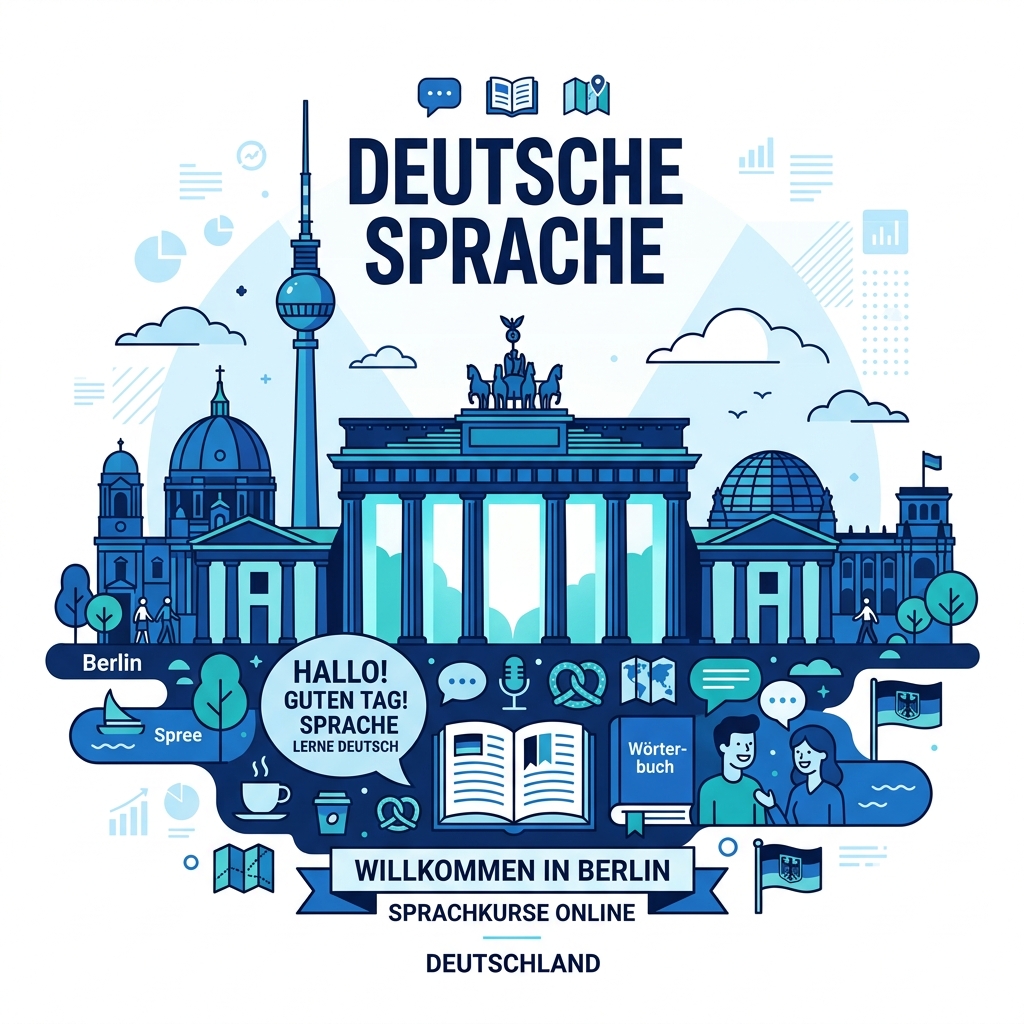 DEUTSCHE
SPRACHE
Berlin
Spree
HALLO!
GUTEN TAG!
SPRACHE
LERNE DEUTSCH
Wörter-
buch
WILLKOMMEN IN BERLIN
SPRACHKURSE ONLINE
DEUTSCHLAND